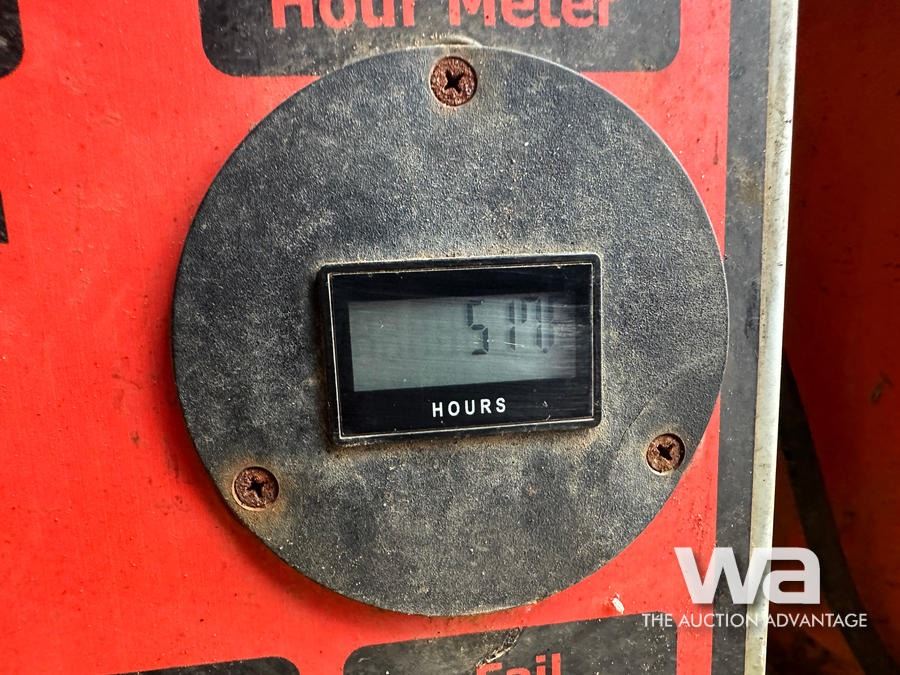 Hour Meter
HOURS
wa
THE AUCTION ADVANTAGE
Fail